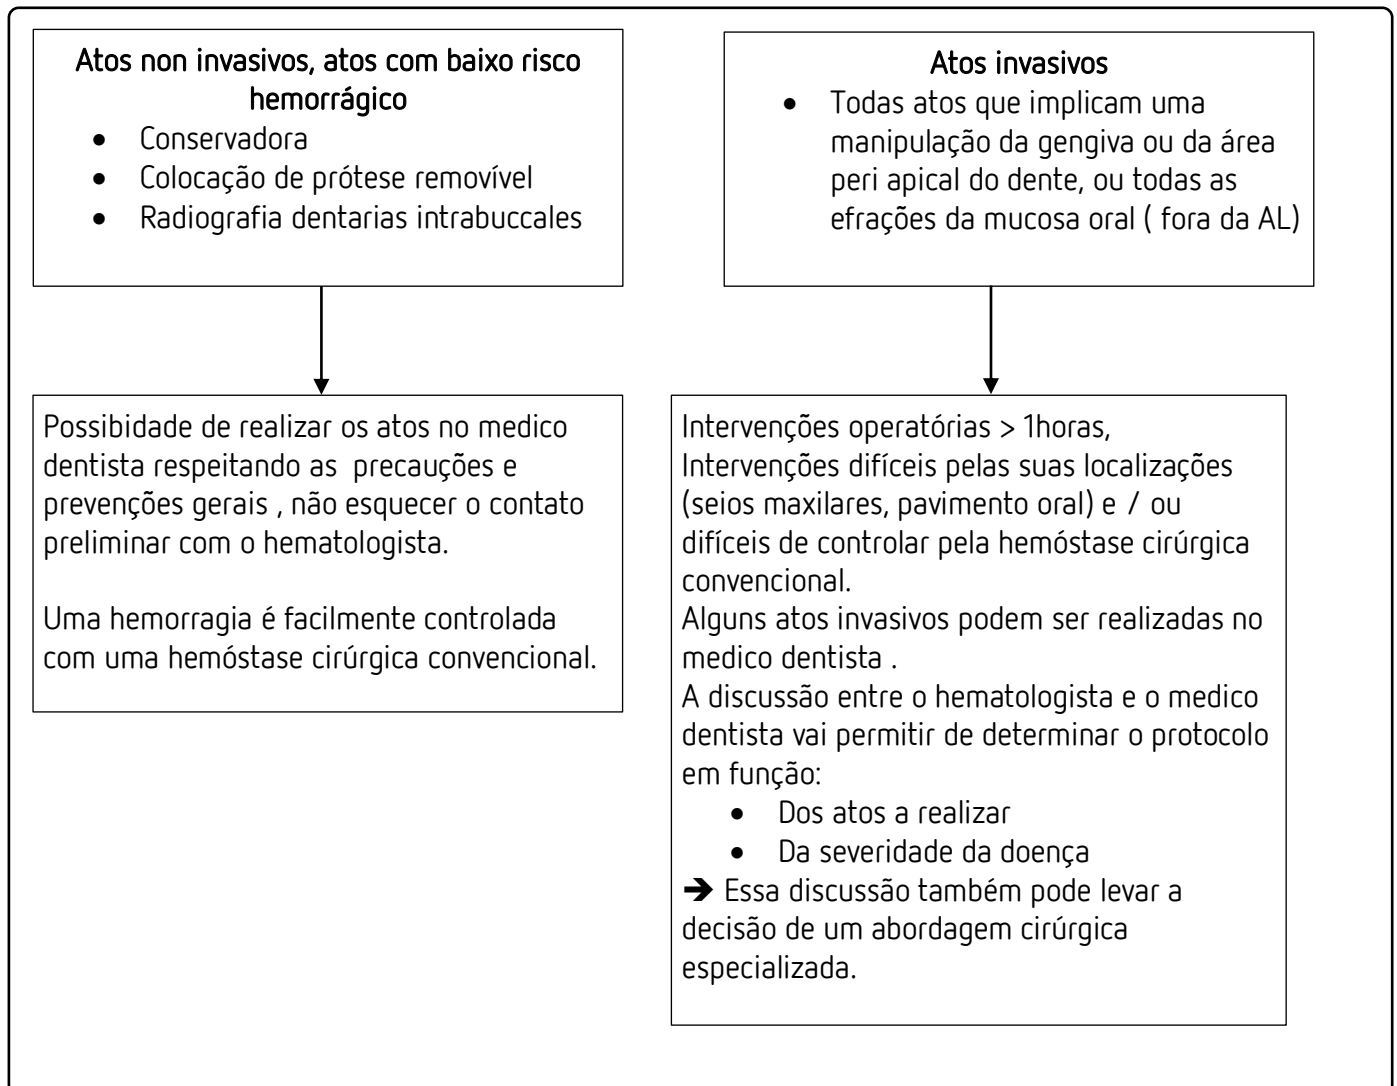 Atos non invasivos, atos com baixo risco
hemorrágico
• Conservadora
• Colocação de prótese removível
• Radiografia dentarias intrabuccales
Atos invasivos
• Todas atos que implicam uma
manipulação da gengiva ou da área
peri apical do dente, ou todas as
efrações da mucosa oral ( fora da AL)
Possibidade de realizar os atos no medico
dentista respeitando as precauções e
prevenções gerais , não esquecer o contato
preliminar com o hematologista.
Uma hemorragia é facilmente controlada
com uma hemóstase cirúrgica convencional.
Intervenções operatórias > 1horas,
Intervenções difíceis pelas suas localizações
(seios maxilares, pavimento oral) e / ou
difíceis de controlar pela hemóstase cirúrgica
convencional.
Alguns atos invasivos podem ser realizadas no
medico dentista .
A discussão entre o hematologista e o medico
dentista vai permitir de determinar o protocolo
em função:
• Dos atos a realizar
• Da severidade da doença
➔ Essa discussão também pode levar a
decisão de um abordagem cirúrgica
especializada.